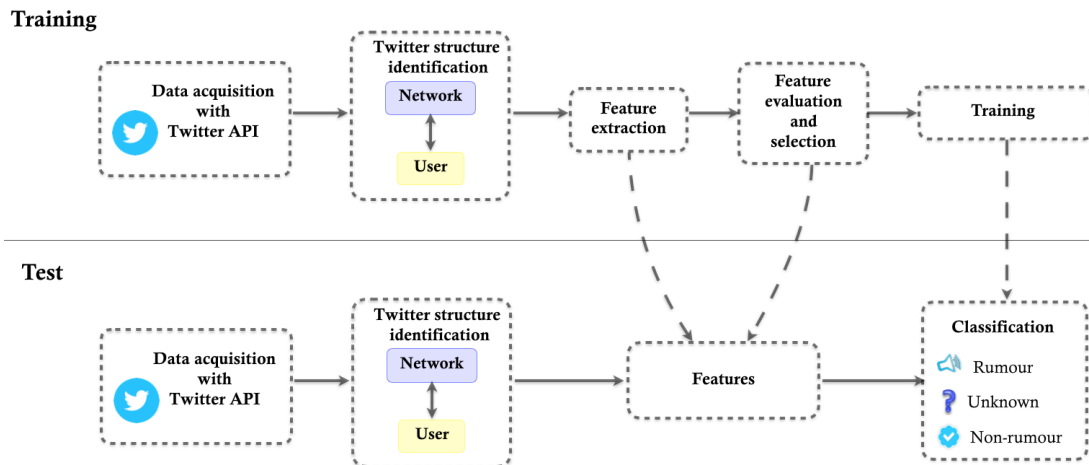 Training
Data acquisition
with
Twitter API
Twitter structure
identification
Network
User
Feature
extraction
Feature
evaluation
and
selection
Training
Test
Data acquisition
with
Twitter API
Twitter structure
identification
Network
User
Features
Classification
Rumour
Unknown
Non-rumour